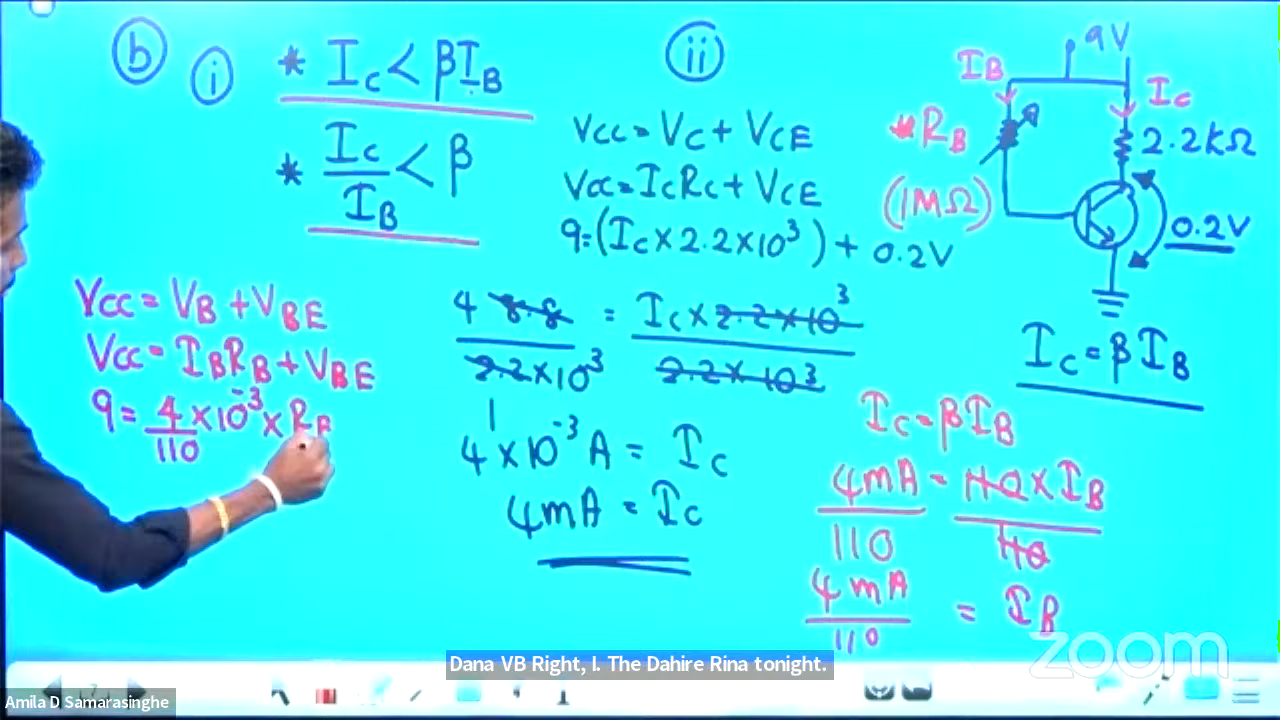 b i * Ic < βIB
* Ic/IB < β
Vcc = VB + VBE
Vcc = IBRB + VBE
9 = 4/110 × 10⁻³ × RB
ii
Vcc = Vc + VCE
Vcc = IcRc + VCE
9 = (Ic × 2.2 × 10³) + 0.2V
4 8.8 / 2.2 × 10³ = Ic × 2.2 × 10³ / 2.2 × 10³
1
4 × 10⁻³ A = Ic
4mA = Ic
9V
IB Ic
*RB 2.2kΩ
(1MΩ) 0.2V
Ic = βIB
Ic = βIB
4mA/110 = 110 × IB/110
4mA/110 = IB
zoom
Dana VB Right, I. The Dahire Rina tonight.
Amila D Samarasinghe